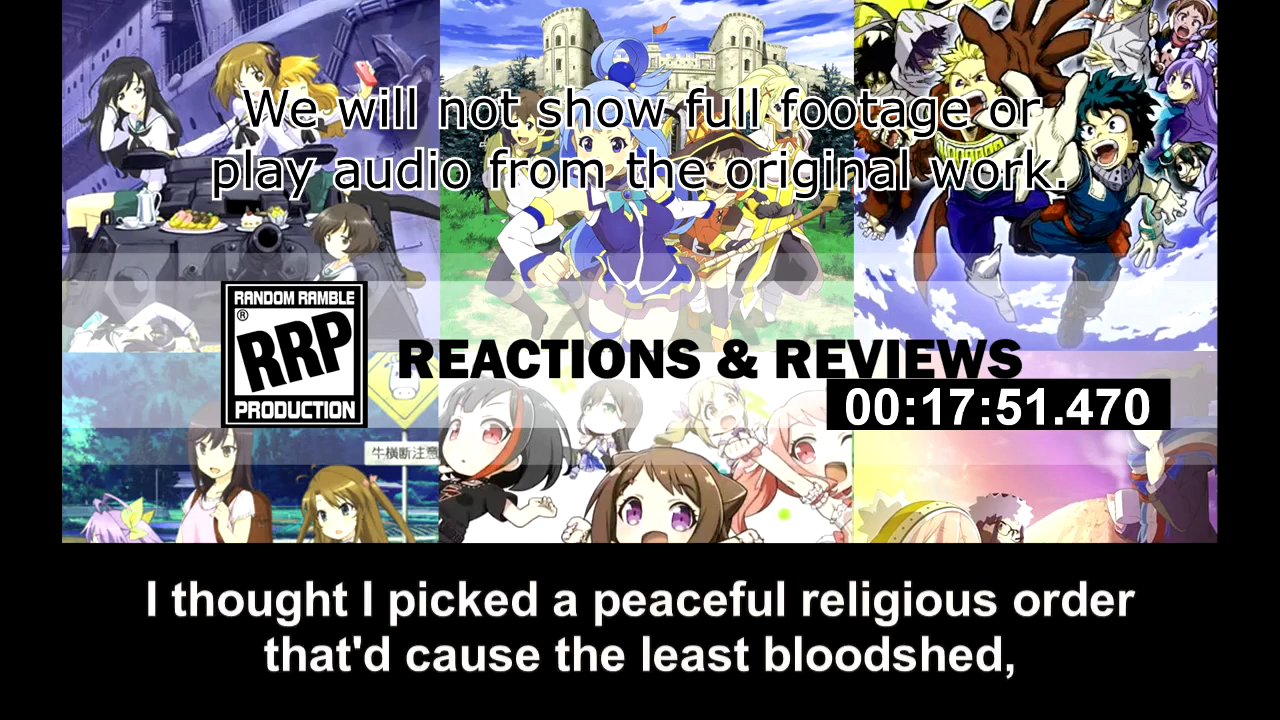 We will not show full footage or
play audio from the original work.
RANDOM RAMBLE
®
RRP
PRODUCTION
REACTIONS & REVIEWS
00:17:51.470
牛横断注意
I thought I picked a peaceful religious order
that'd cause the least bloodshed,